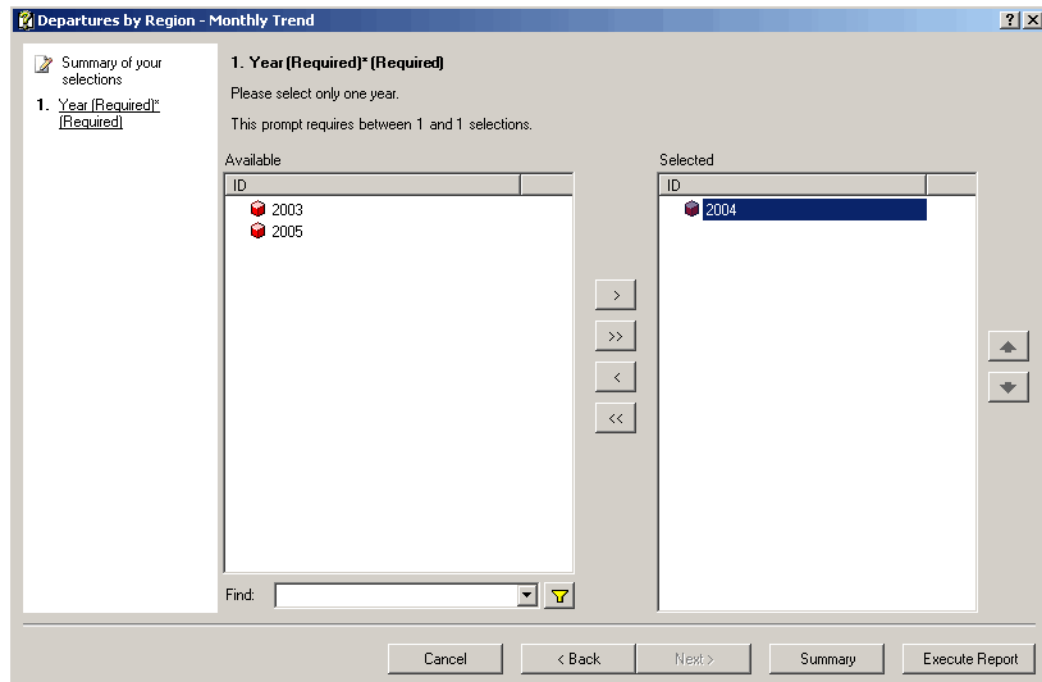 Departures by Region - Monthly Trend
Summary of your
selections
1. Year (Required)*
(Required)
1. Year (Required)* (Required)
Please select only one year.
This prompt requires between 1 and 1 selections.
Available
ID
2003
2005
>
>>
<
<<
Selected
ID
2004
Find:
Cancel
< Back
Next >
Summary
Execute Report